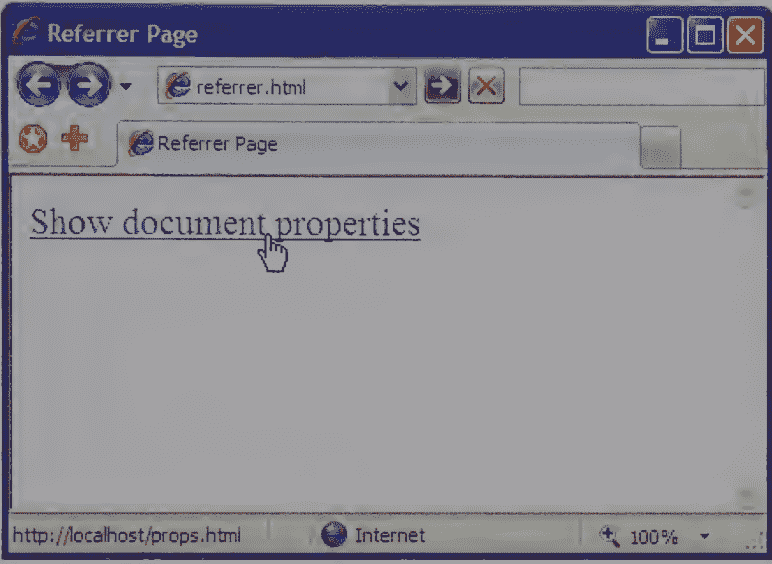 Referrer Page
referrer.html
Referrer Page
Show document properties
http://localhost/props.html Internet 100%